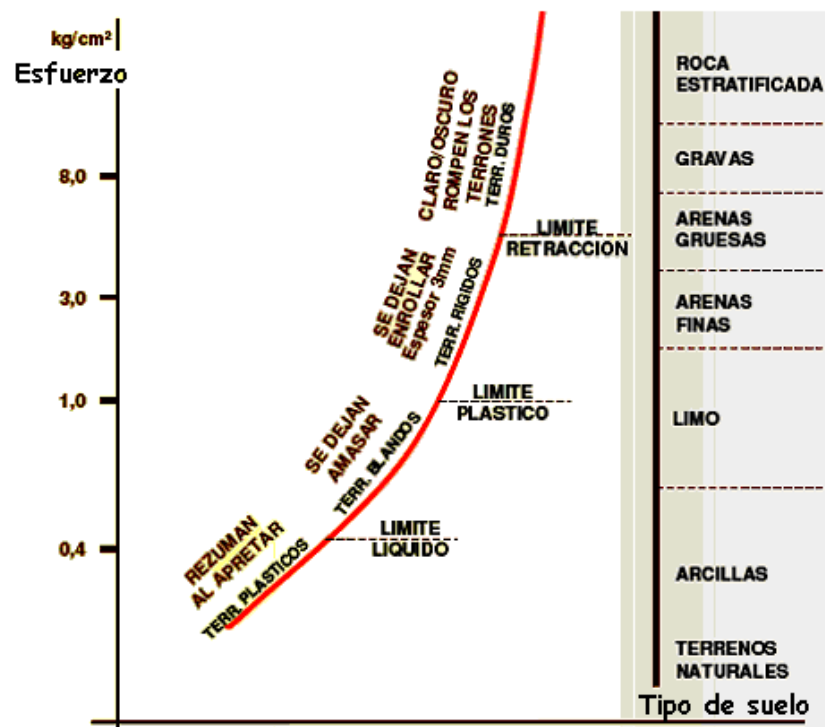 kg/cm²
Esfuerzo
8,0
3,0
1,0
0,4
CLARO/OSCURO
ROMPEN LOS
TERRONES
TERR. DUROS
LIMITE
RETRACCION
SE DEJAN
ENROLLAR
Espesor 3mm
TERR. RIGIDOS
LIMITE
PLASTICO
SE DEJAN
AMASAR
TERR. BLANDOS
LIMITE
LIQUIDO
REZUMAN
AL APRETAR
TERR. PLASTICOS
ROCA
ESTRATIFICADA
GRAVAS
ARENAS
GRUESAS
ARENAS
FINAS
LIMO
ARCILLAS
TERRENOS
NATURALES
Tipo de suelo